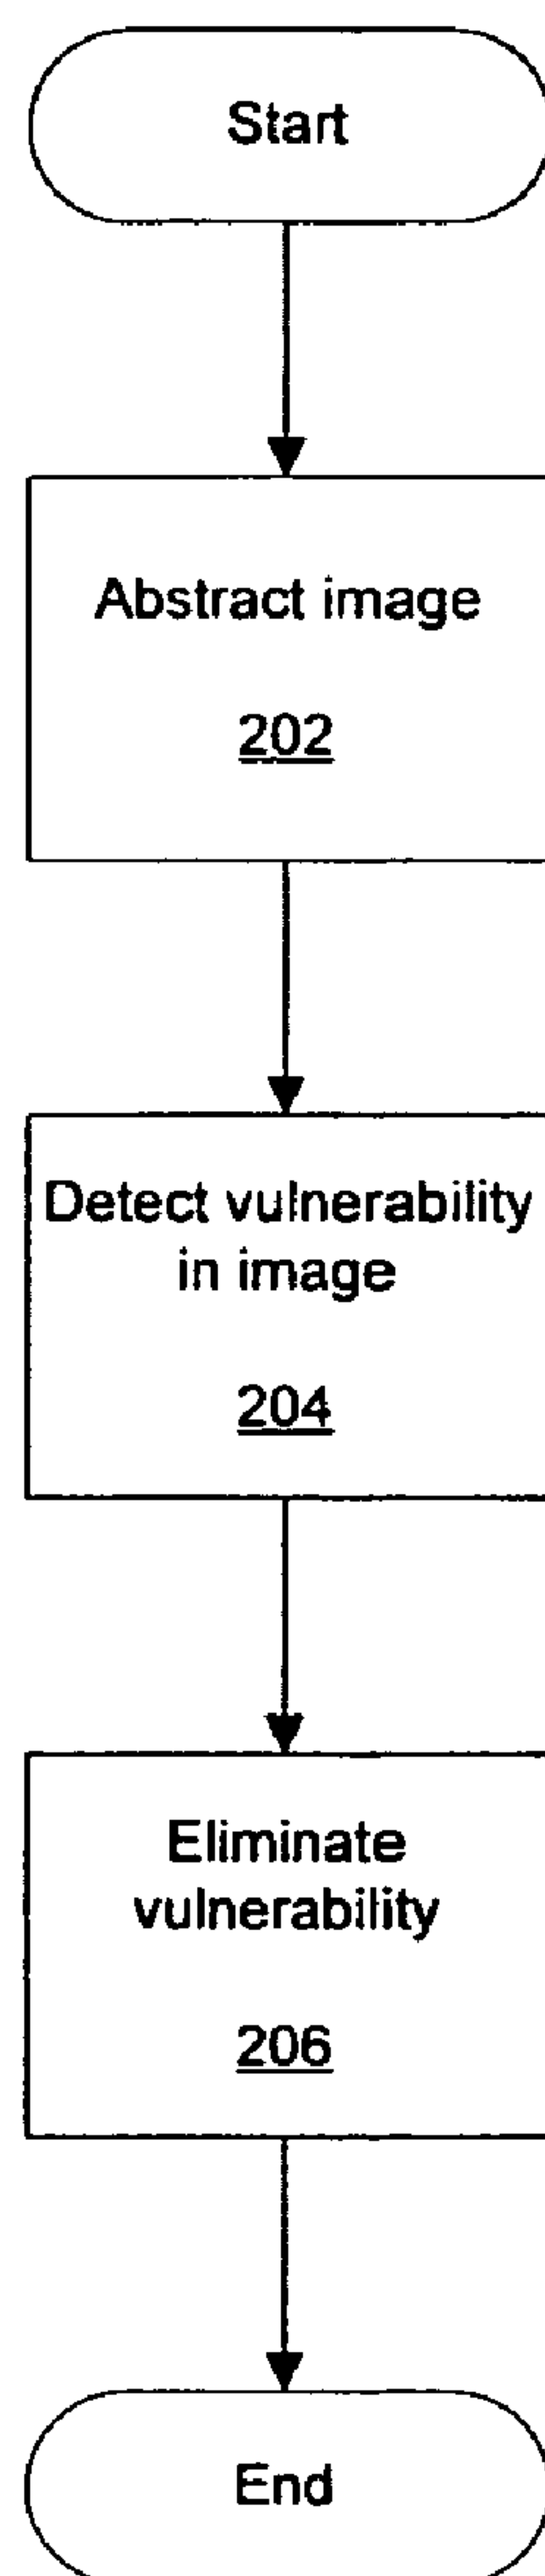 Start
Abstract image
202
Detect vulnerability
in image
204
Eliminate
vulnerability
206
End